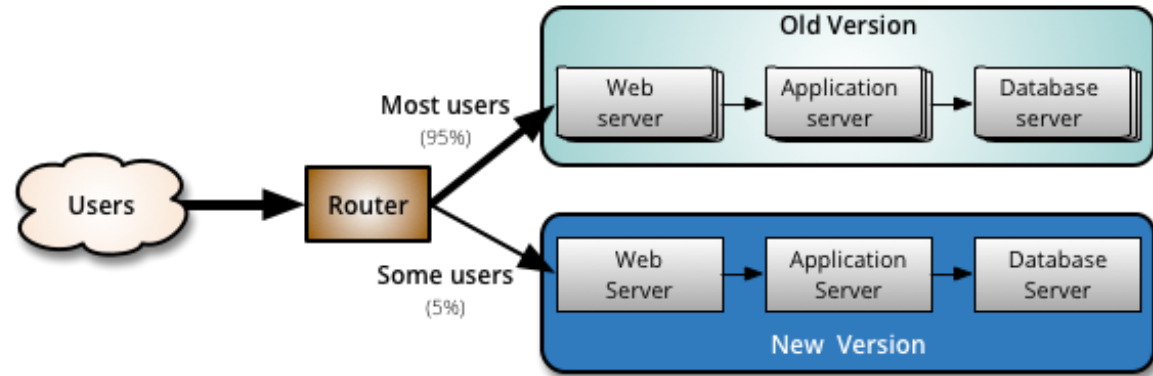 Old Version
Web
server
Application
server
Database
server
Most users
(95%)
Users
Router
Some users
(5%)
Web
Server
Application
Server
Database
Server
New Version